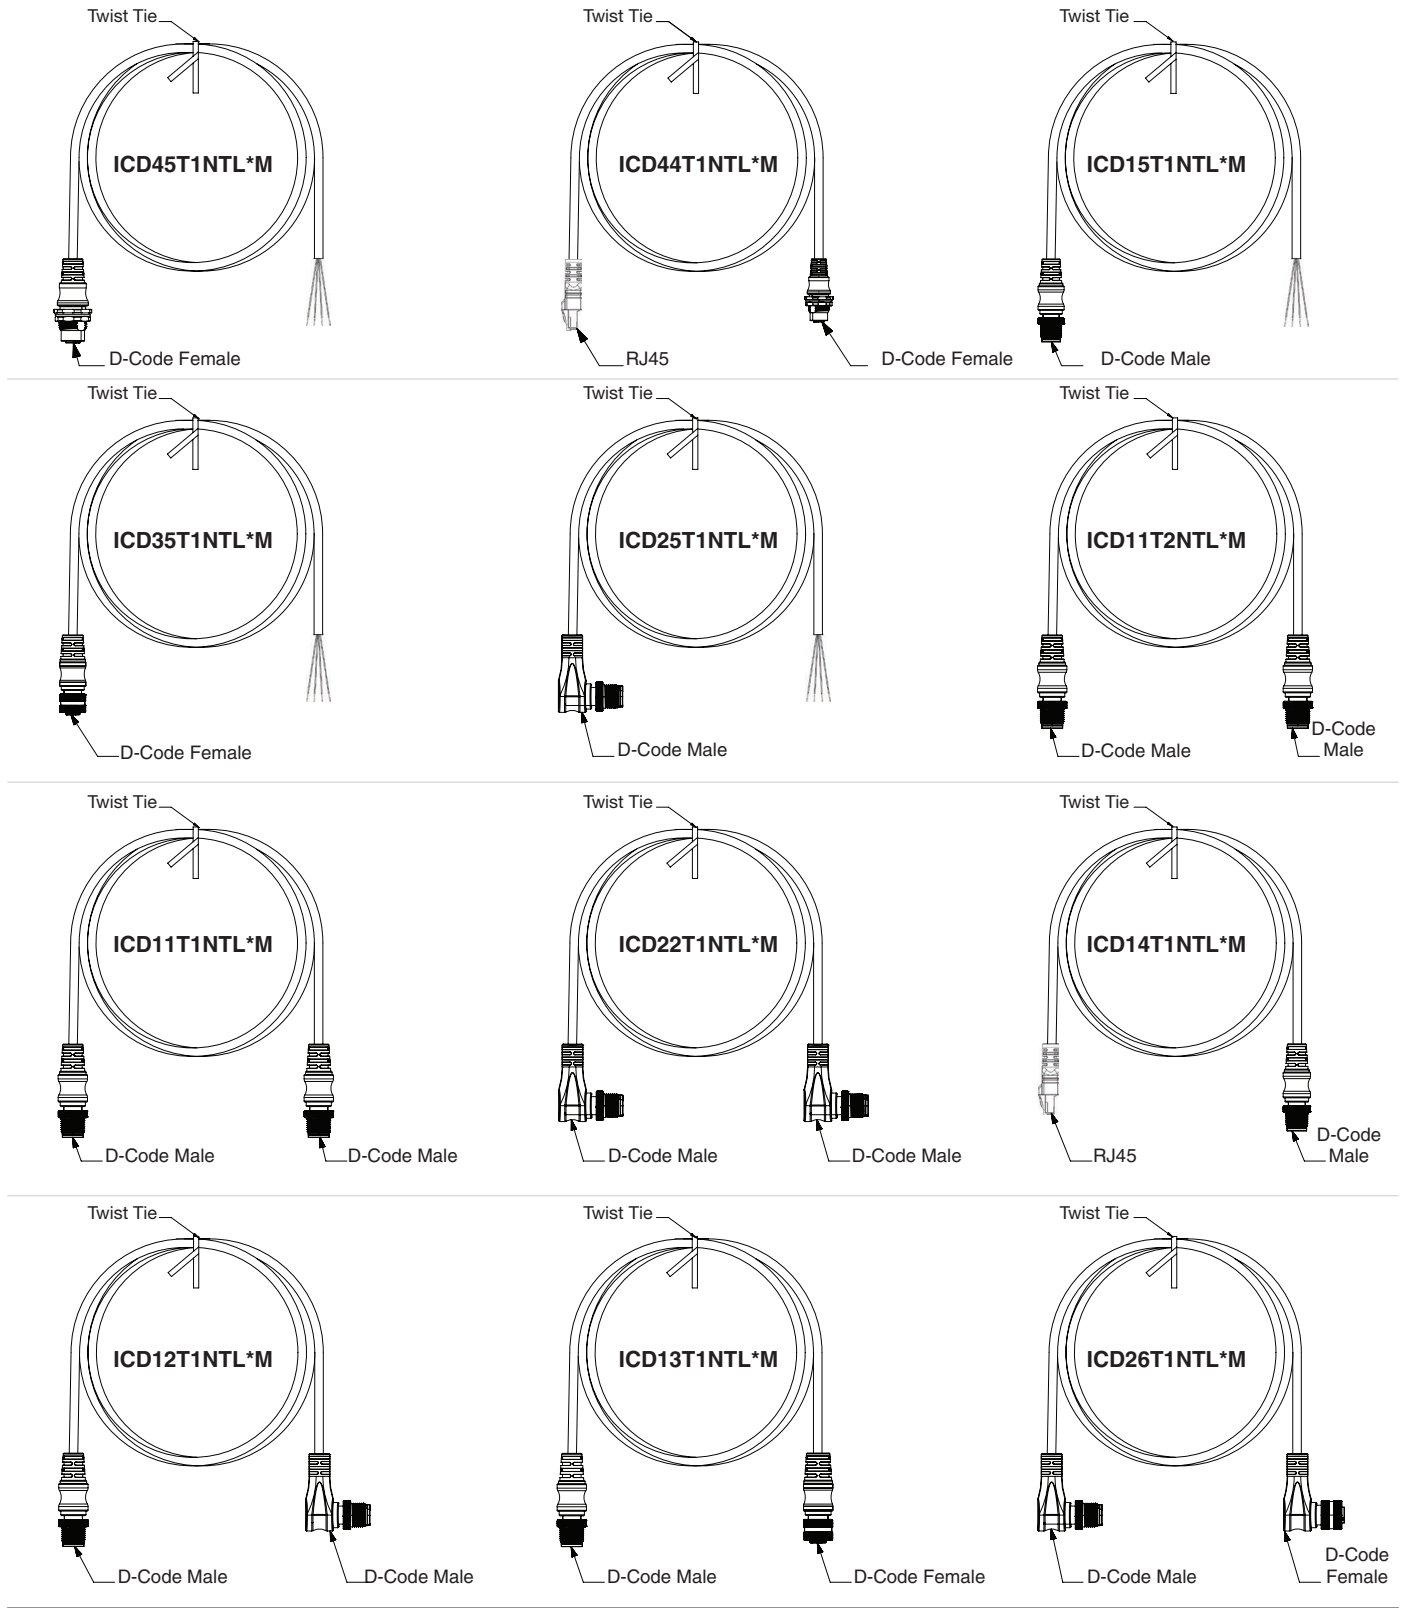 Twist Tie
ICD45T1NTL*M
D-Code Female
Twist Tie
ICD44T1NTL*M
RJ45
D-Code Female
Twist Tie
ICD15T1NTL*M
D-Code Male
Twist Tie
ICD35T1NTL*M
D-Code Female
Twist Tie
ICD25T1NTL*M
D-Code Male
Twist Tie
ICD11T2NTL*M
D-Code Male
D-Code
Male
Twist Tie
ICD11T1NTL*M
D-Code Male
D-Code Male
Twist Tie
ICD22T1NTL*M
D-Code Male
D-Code Male
Twist Tie
ICD14T1NTL*M
RJ45
D-Code
Male
Twist Tie
ICD12T1NTL*M
D-Code Male
D-Code Male
Twist Tie
ICD13T1NTL*M
D-Code Male
D-Code Female
Twist Tie
ICD26T1NTL*M
D-Code Male
D-Code
Female